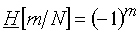 H[m/N] = (-1)^m